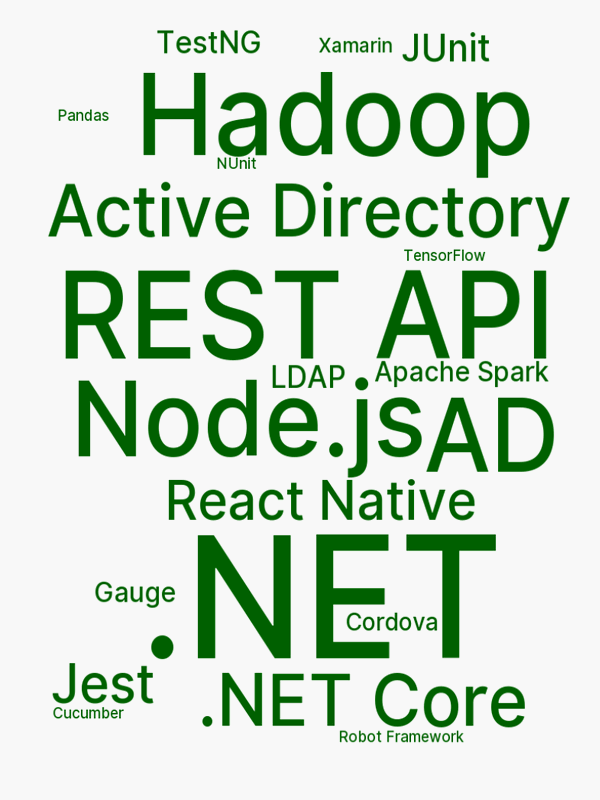 TestNG
Xamarin
JUnit
Hadoop
Pandas
NUnit
Active Directory
TensorFlow
REST API
LDAP
Apache Spark
Node.js
AD
React Native
.NET
Gauge
Cordova
Jest
.NET Core
Cucumber
Robot Framework